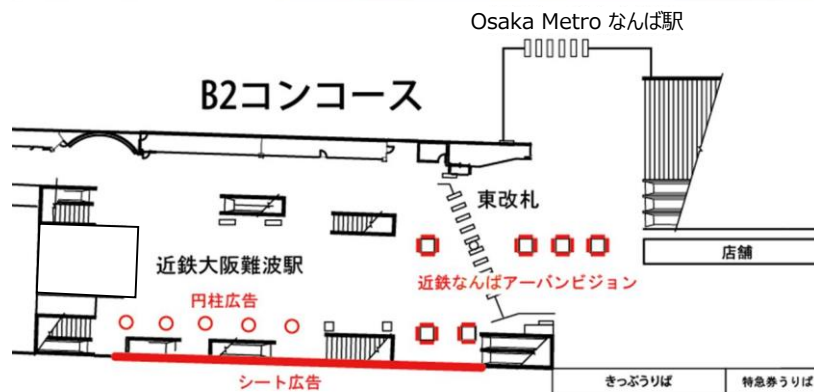 Osaka Metro なんば駅
B2コンコース
東改札
店舗
近鉄大阪難波駅
近鉄なんばアーバンビジョン
円柱広告
シート広告
きっぷうりば
特急券うりば